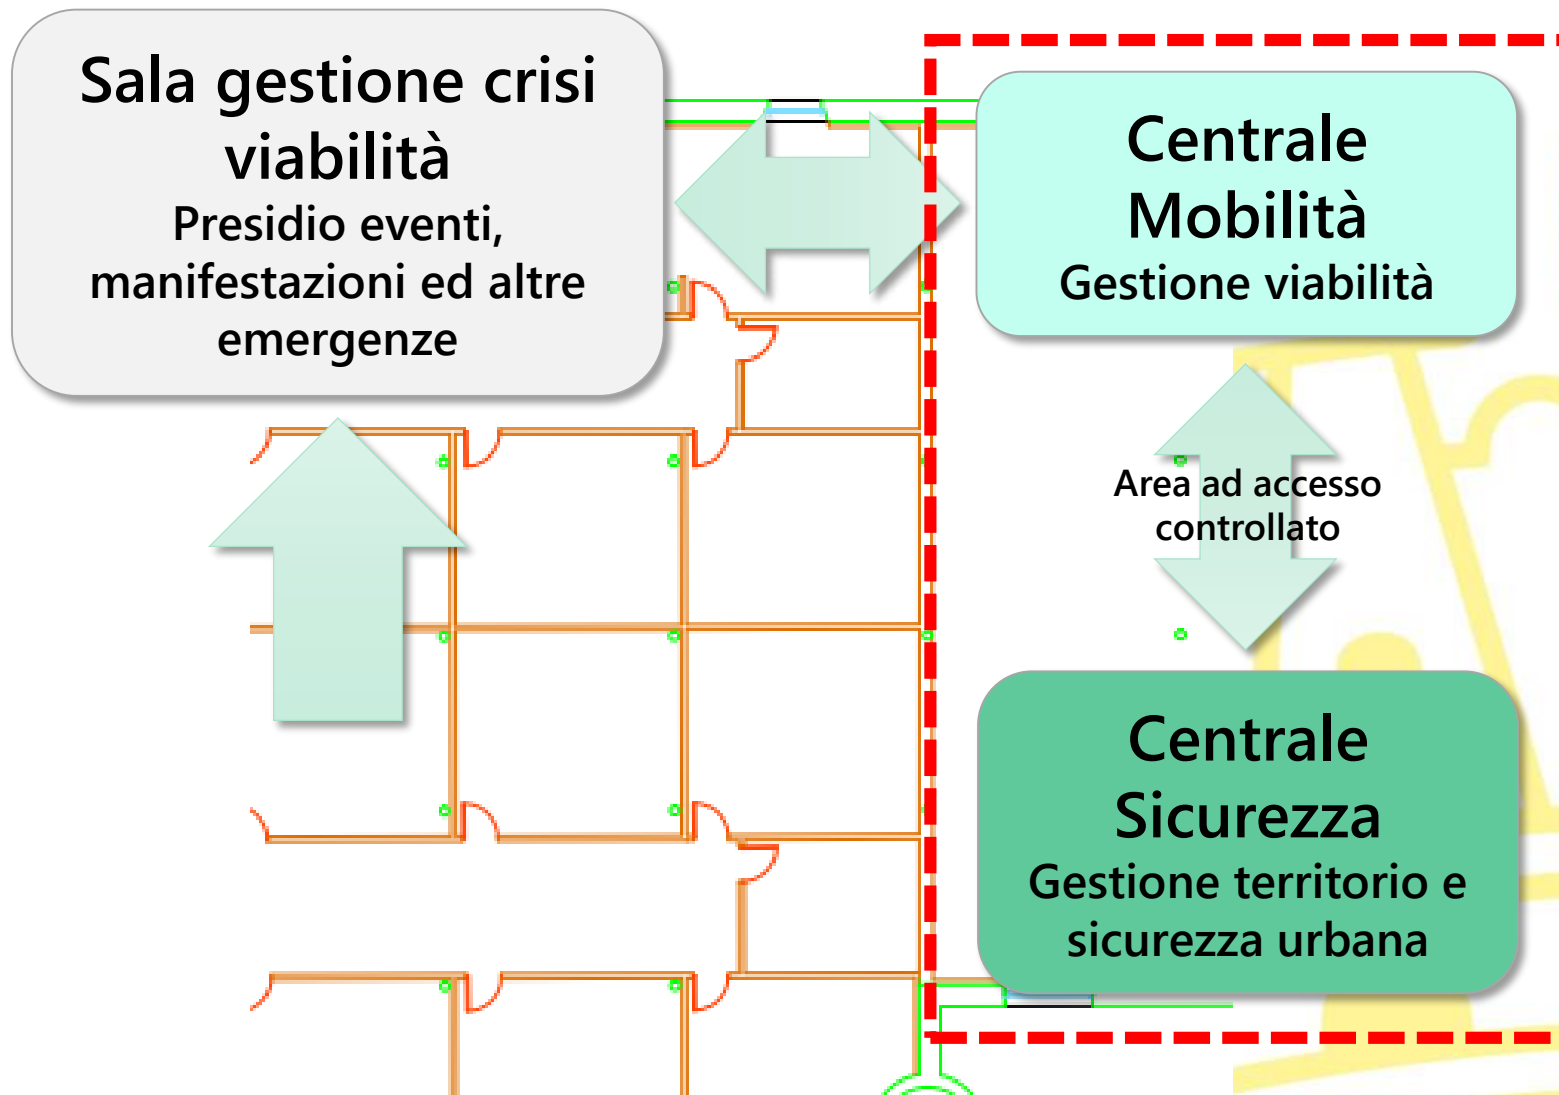 Sala gestione crisi
viabilità
Presidio eventi,
manifestazioni ed altre
emergenze
Centrale
Mobilità
Gestione viabilità
Area ad accesso
controllato
Centrale
Sicurezza
Gestione territorio e
sicurezza urbana